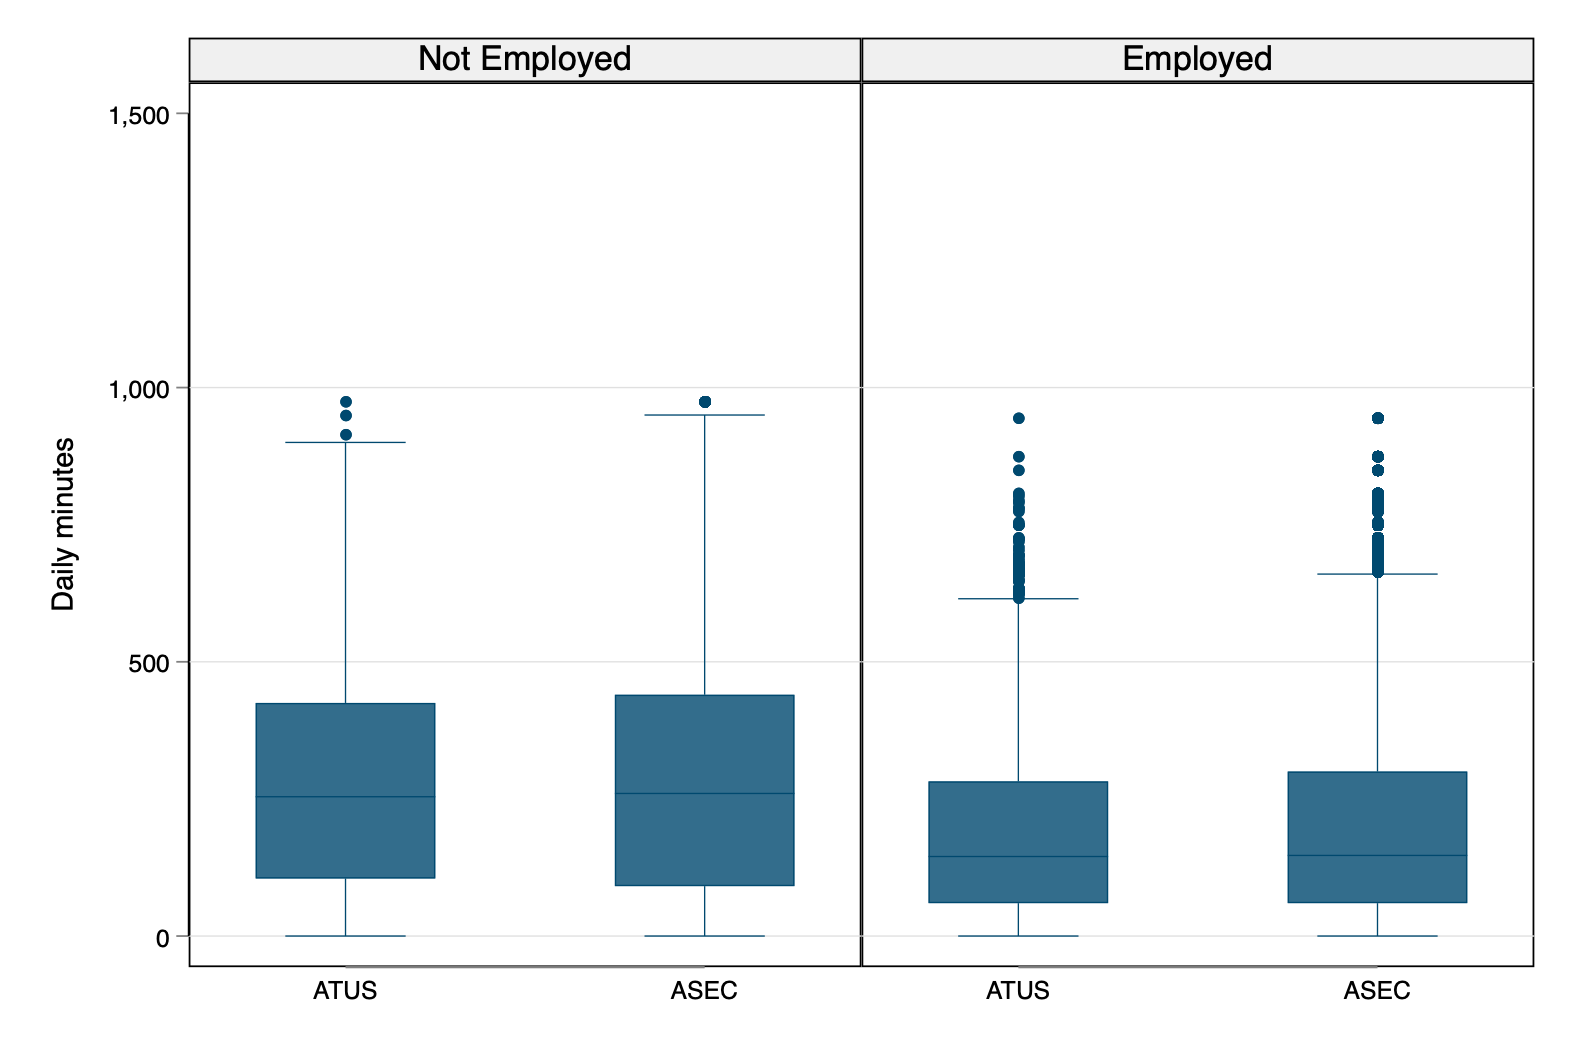 Not Employed
Employed
1,500
1,000
500
0
Daily minutes
ATUS
ASEC
ATUS
ASEC